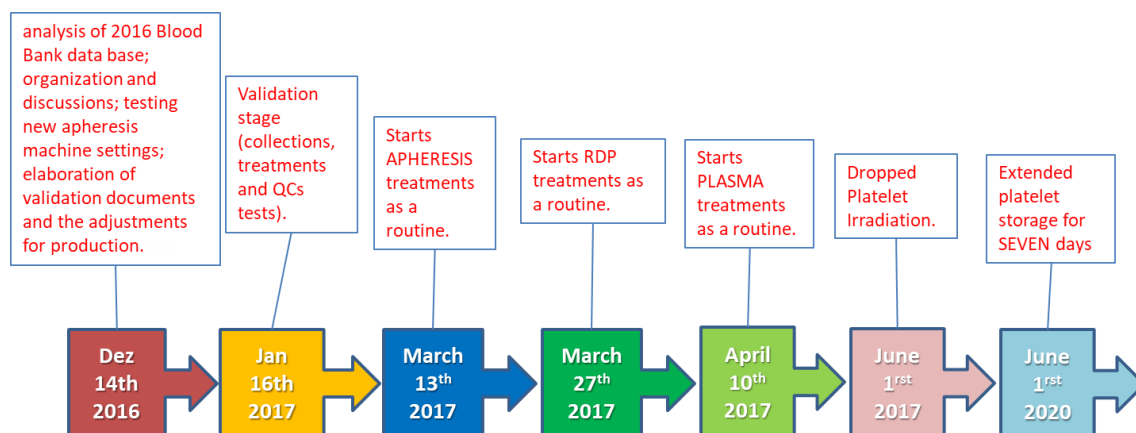 analysis of 2016 Blood
Bank data base;
organization and
discussions; testing
new apheresis
machine settings;
elaboration of
validation documents
and the adjustments
for production.
Validation
stage
(collections,
treatments
and QCs
tests).
Starts
APHERESIS
treatments
as a
routine.
Starts RDP
treatments as
a routine.
Starts
PLASMA
treatments
as a routine.
Dropped
Platelet
Irradiation.
Extended
platelet
storage for
SEVEN days
Dez
14th
2016
Jan
16th
2017
March
13th
2017
March
27th
2017
April
10th
2017
June
1rst
2017
June
1rst
2020